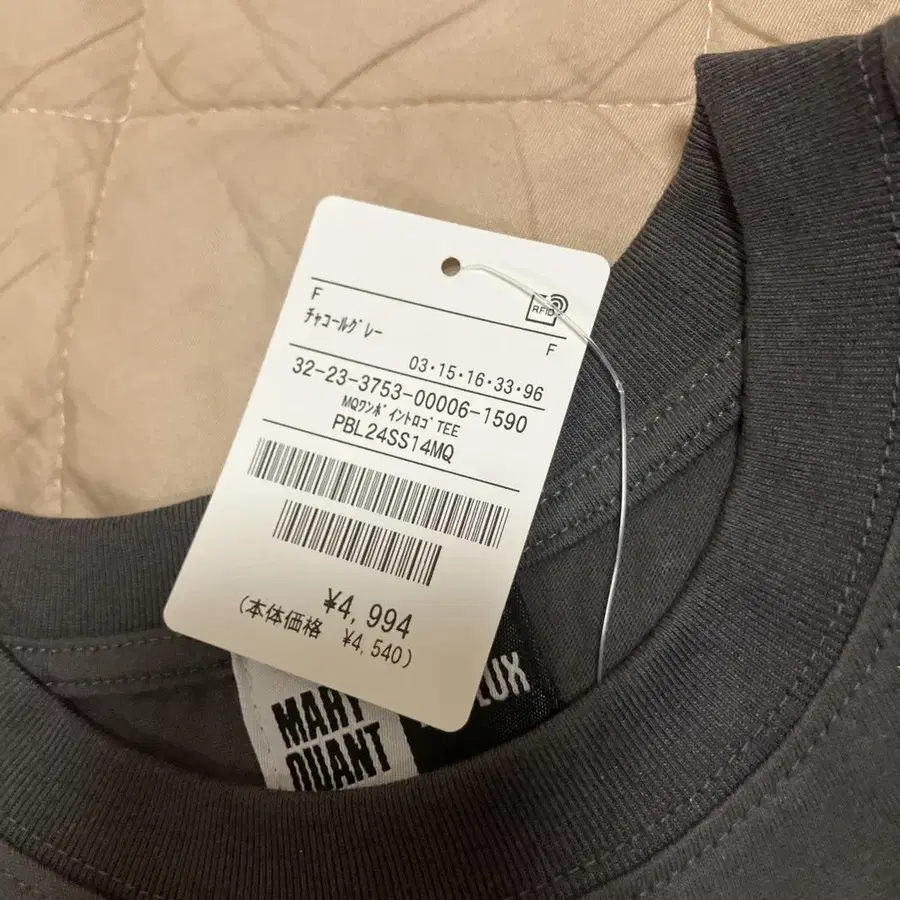 F
RFID
チャコールグレー
F
03・15・16・33・96
32-23-3753-00006-1590
MQワンポイントロゴTEE
PBL24SS14MQ
¥4,994
(本体価格 ¥4,540)
MARY
QUANT